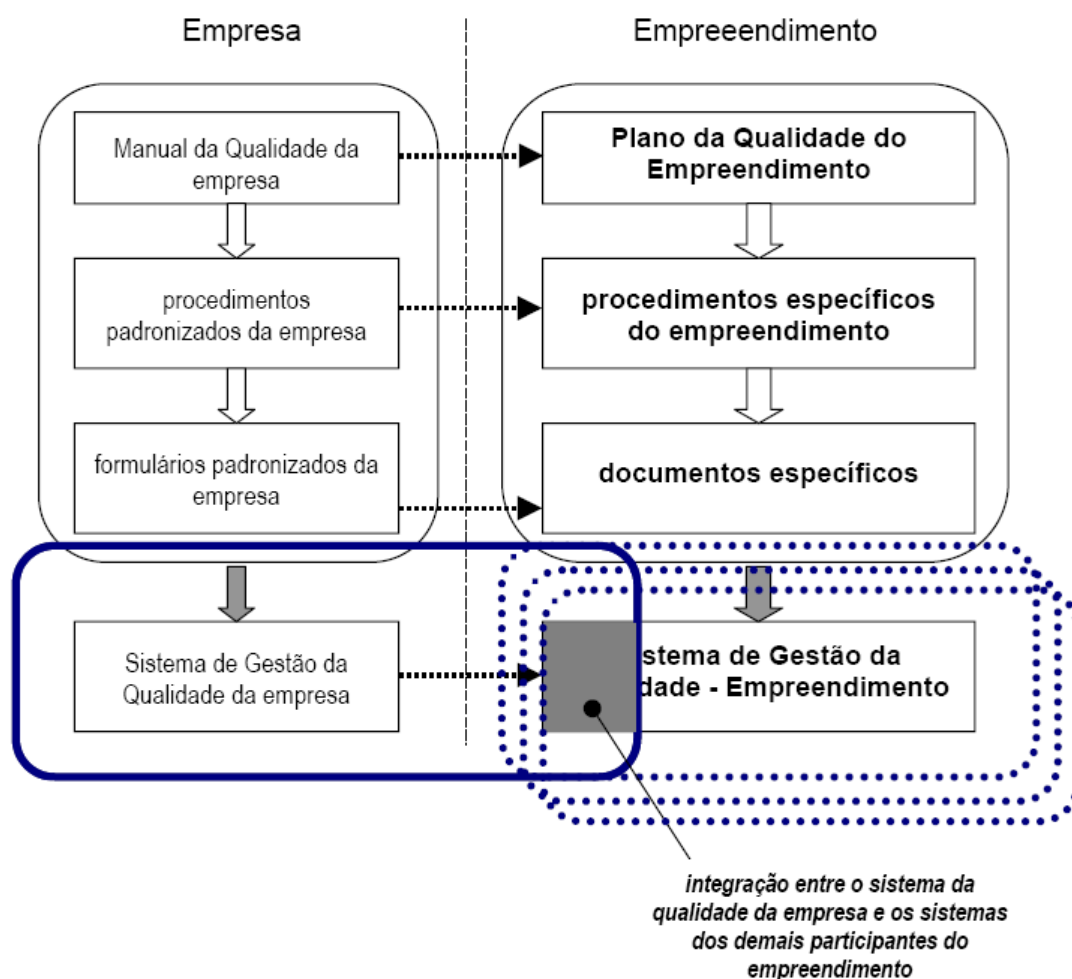 Empresa
Empreeendimento
Manual da Qualidade da
empresa
Plano da Qualidade do
Empreendimento
procedimentos
padronizados da empresa
procedimentos específicos
do empreendimento
formulários padronizados da
empresa
documentos específicos
Sistema de Gestão da
Qualidade da empresa
stema de Gestão da
dade - Empreendimento
integração entre o sistema da
qualidade da empresa e os sistemas
dos demais participantes do
empreendimento